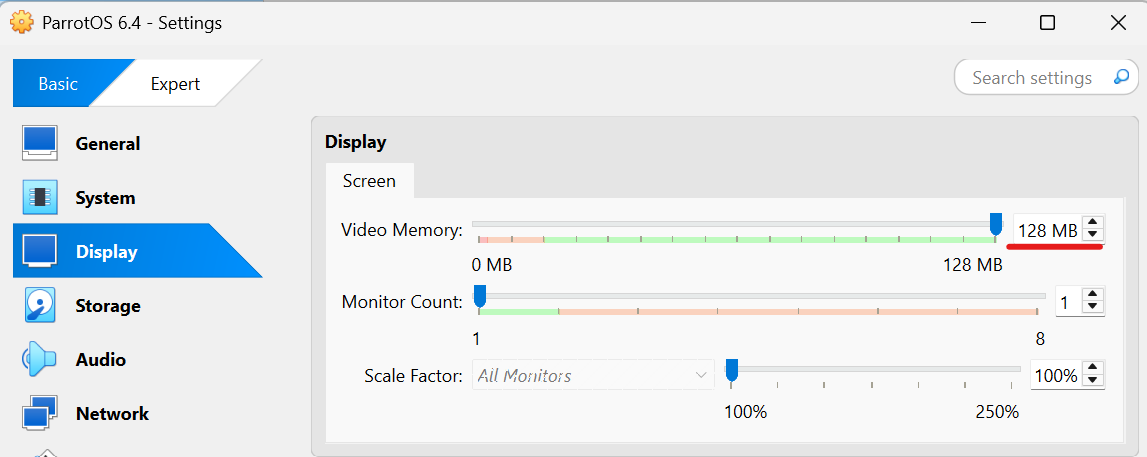 ParrotOS 6.4 - Settings
Basic
Expert
Search settings
General
System
Display
Storage
Audio
Network
Display
Screen
Video Memory:
128 MB
0 MB
128 MB
Monitor Count:
1
1
8
Scale Factor:
All Monitors
100%
100%
250%